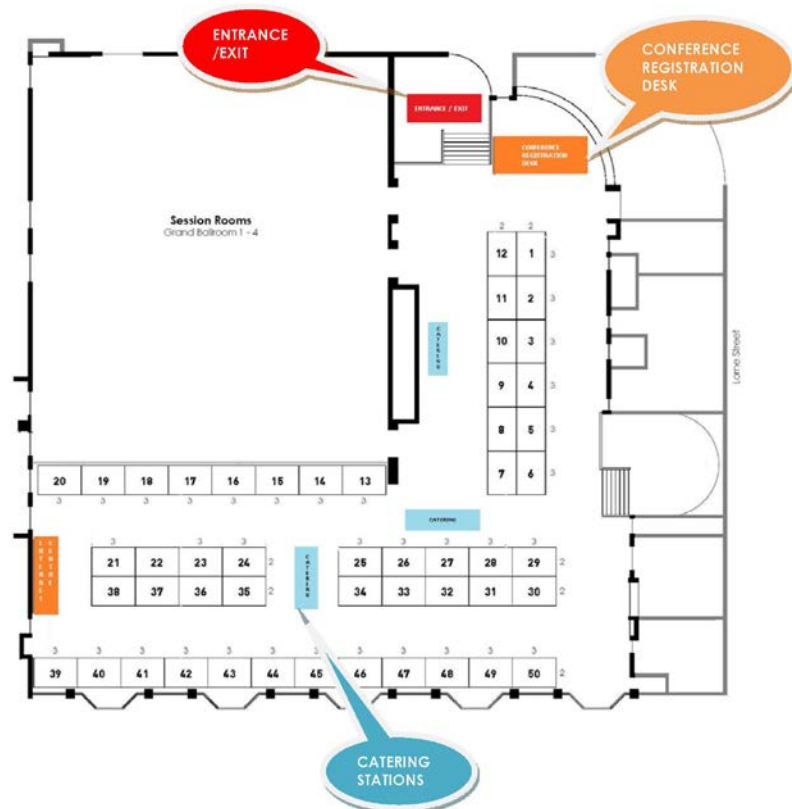 ENTRANCE
/EXIT
CONFERENCE
REGISTRATION
DESK
ENTRANCE / EXIT
CONFERENCE
REGISTRATION
DESK
Session Rooms
Grand Ballroom 1 - 4
2 2
12 1 3
11 2 3
10 3 3
CATERING
9 4 3
8 5 3
7 6 3
Lorne Street
20 19 18 17 16 15 14 13
3 3 3 3 3 3 3 3
CATERING
3 3 3 3 3 3 3 3
21 22 23 24 2
25 26 27 28 29 2
38 37 36 35 2
34 33 32 31 30 2
INTERNET
CENTRE
CATERING
3 3 3 3 3 3 3 3 3 3 3 3
39 40 41 42 43 44 45 46 47 48 49 50 2
CATERING
STATIONS